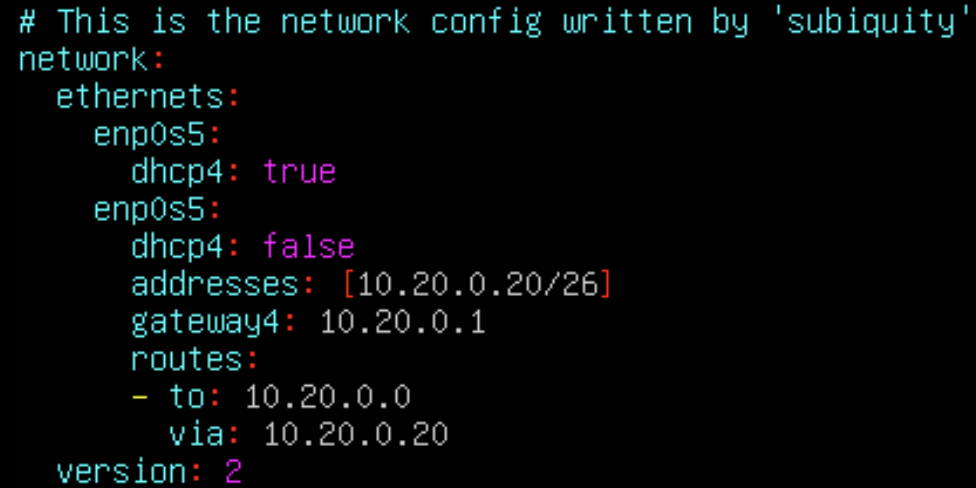 # This is the network config written by 'subiquity'
network:
  ethernets:
    enp0s5:
      dhcp4: true
    enp0s5:
      dhcp4: false
      addresses: [10.20.0.20/26]
      gateway4: 10.20.0.1
      routes:
      - to: 10.20.0.0
        via: 10.20.0.20
  version: 2